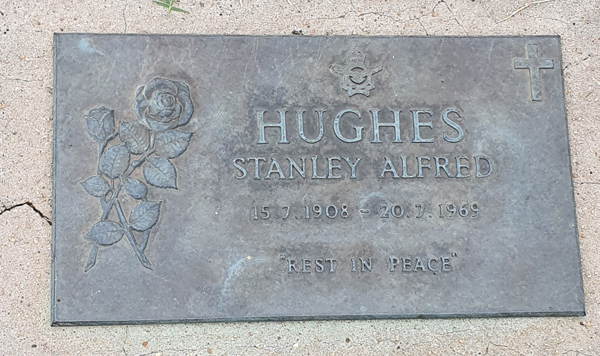 HUGHES
STANLEY ALFRED
15.7.1908 - 20.7.1969
"REST IN PEACE"